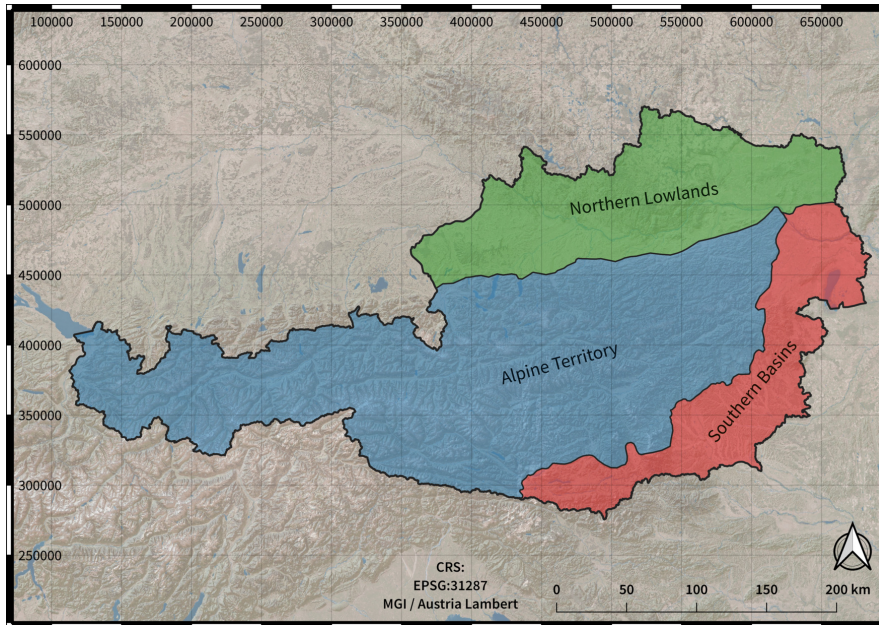 100000 150000 200000 250000 300000 350000 400000 450000 500000 550000 600000 650000
600000
550000
500000
450000
400000
350000
300000
250000
Northern Lowlands
Alpine Territory
Southern Basins
CRS:
EPSG:31287
MGI / Austria Lambert
0 50 100 150 200 km